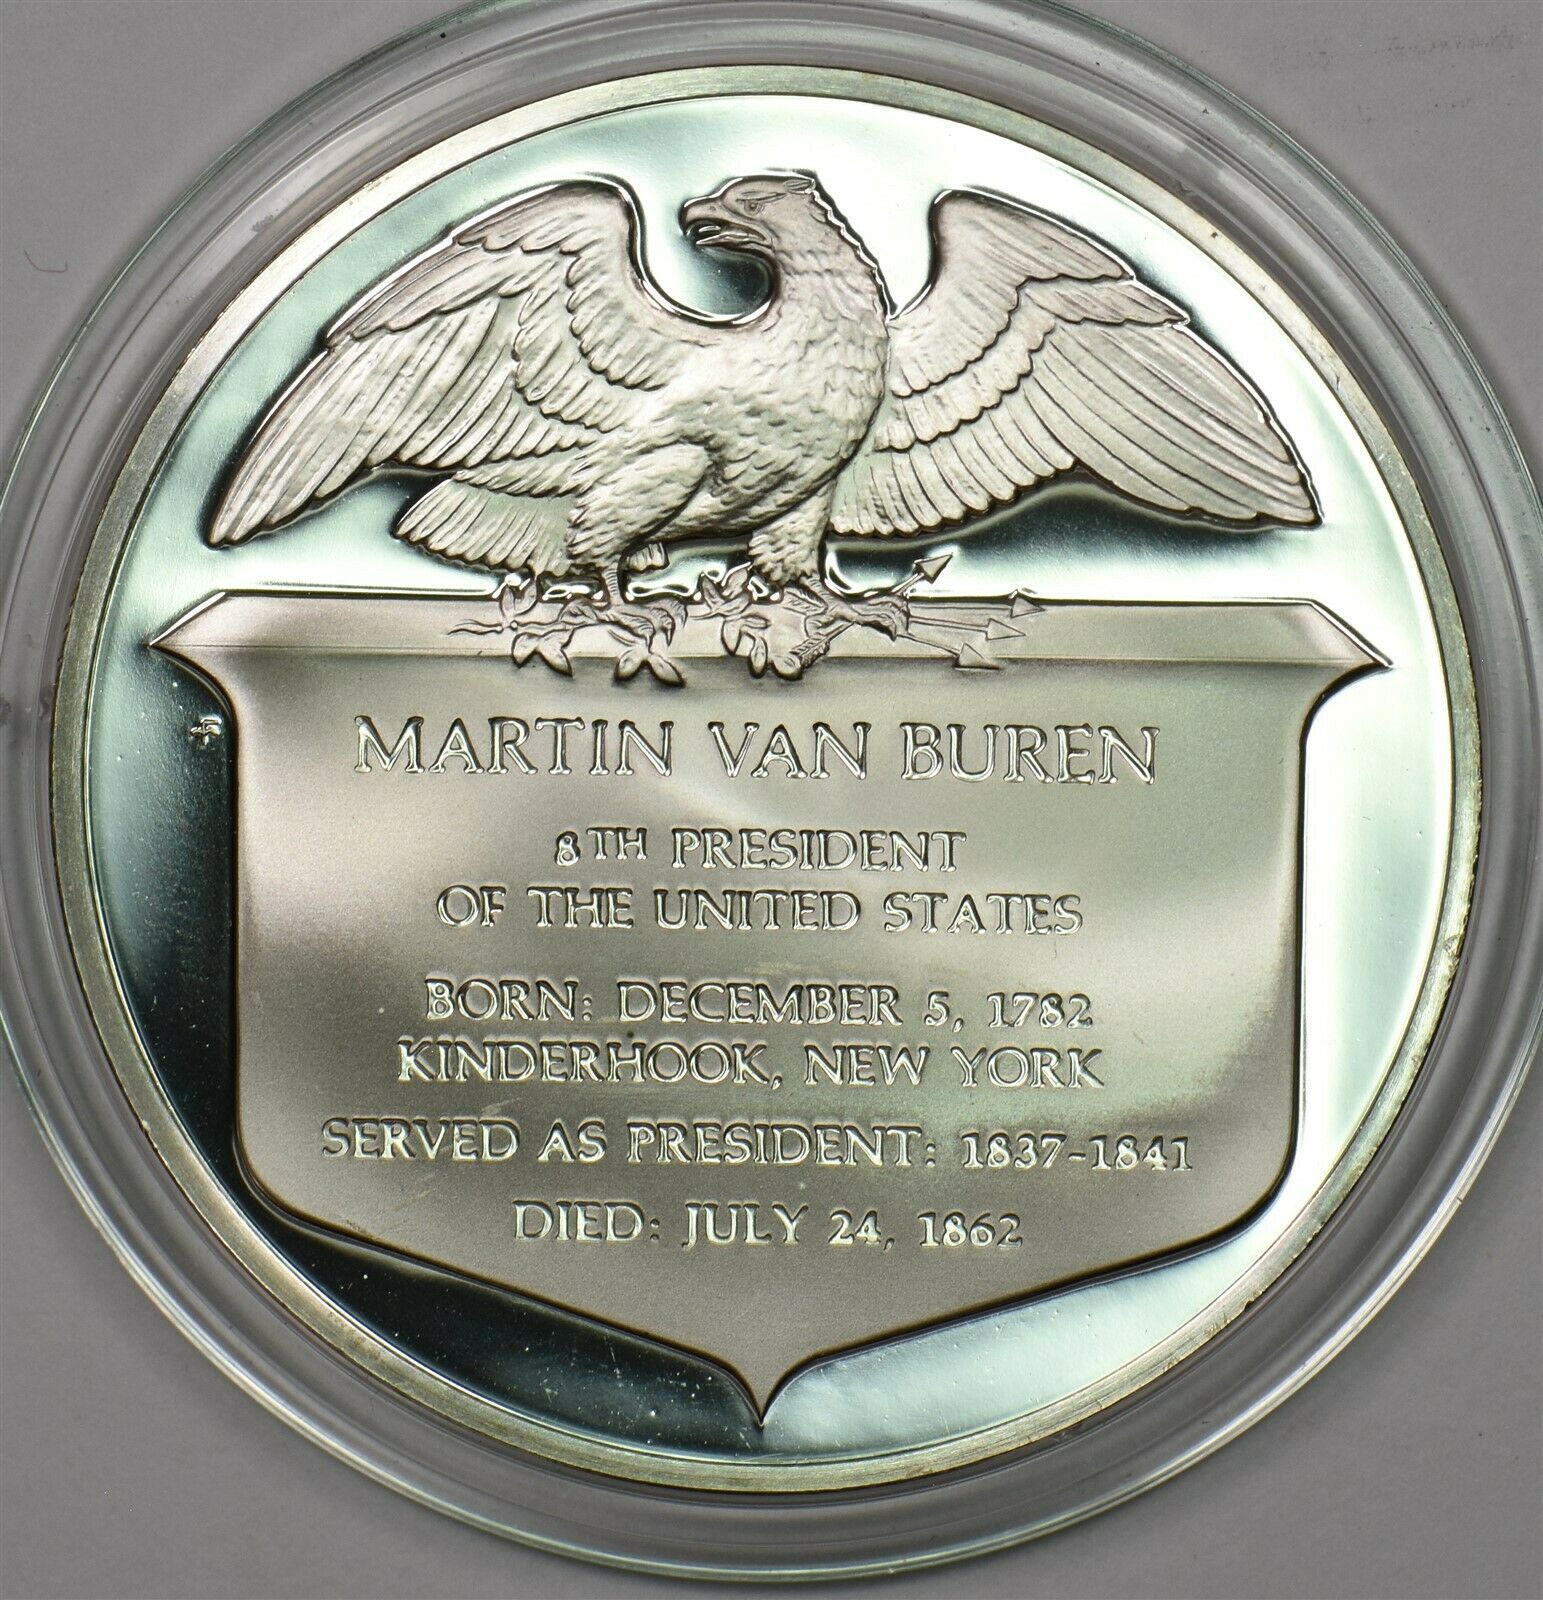 MARTIN VAN BUREN
8TH PRESIDENT
OF THE UNITED STATES
BORN: DECEMBER 5, 1782
KINDERHOOK, NEW YORK
SERVED AS PRESIDENT: 1837-1841
DIED: JULY 24, 1862